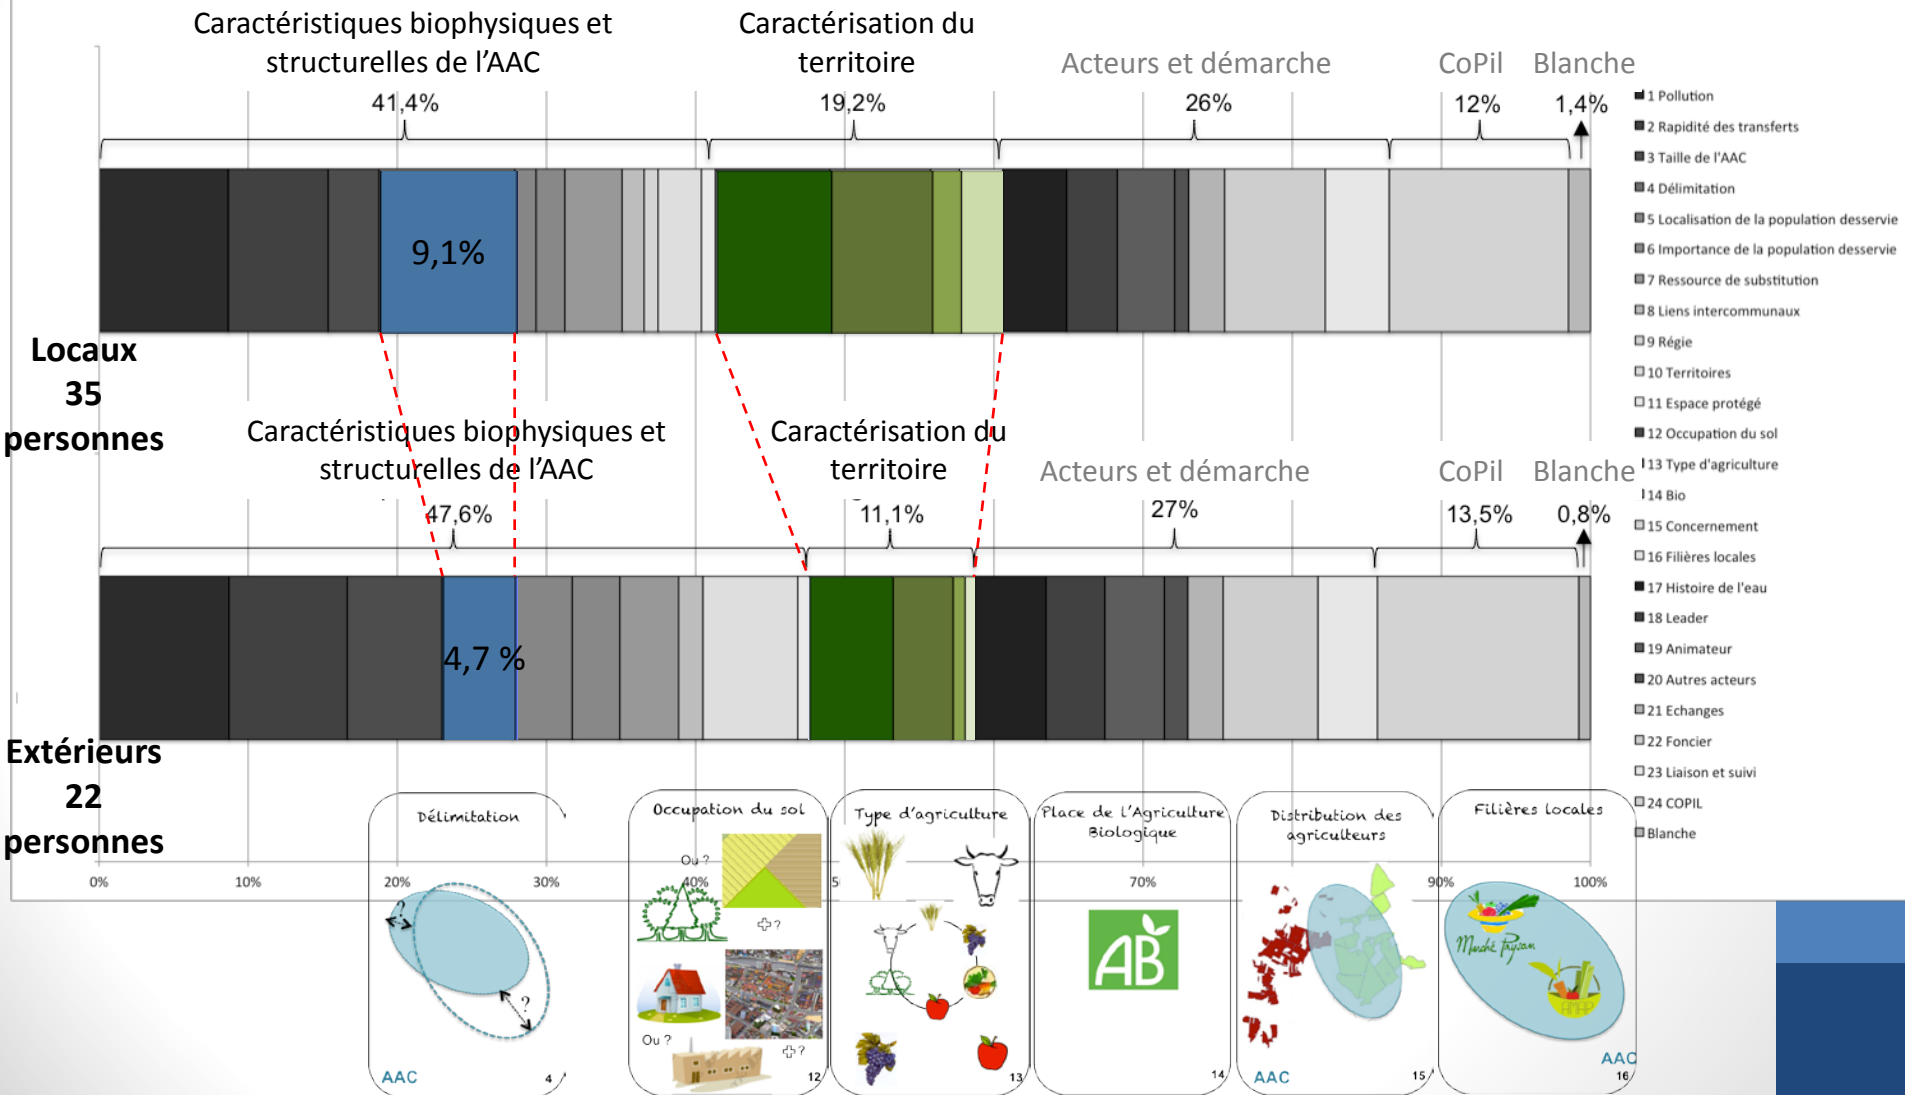 Caractéristiques biophysiques et
structurelles de l'AAC
Caractérisation du
territoire
Acteurs et démarche
CoPil
Blanche
41,4%
19,2%
26%
12%
1,4%
9,1%
Locaux
35
personnes
Caractéristiques biophysiques et
structurelles de l'AAC
Caractérisation du
territoire
Acteurs et démarche
CoPil
Blanche
47,6%
11,1%
27%
13,5%
0,8%
4,7 %
Extérieurs
22
personnes
1 Pollution
2 Rapidité des transferts
3 Taille de l'AAC
4 Délimitation
5 Localisation de la population desservie
6 Importance de la population desservie
7 Ressource de substitution
8 Liens intercommunaux
9 Régie
10 Territoires
11 Espace protégé
12 Occupation du sol
13 Type d'agriculture
14 Bio
15 Concernement
16 Filières locales
17 Histoire de l'eau
18 Leader
19 Animateur
20 Autres acteurs
21 Echanges
22 Foncier
23 Liaison et suivi
24 COPIL
Blanche
0%
10%
20%
30%
40%
5
70%
90%
100%
Délimitation
?
?
AAC
4
Occupation du sol
Ou ?
?
Ou ?
?
12
Type d'agriculture
13
Place de l'Agriculture
Biologique
AB
14
Distribution des
agriculteurs
AAC
15
Filières locales
Marché Paysan
AMAP
AAC
16